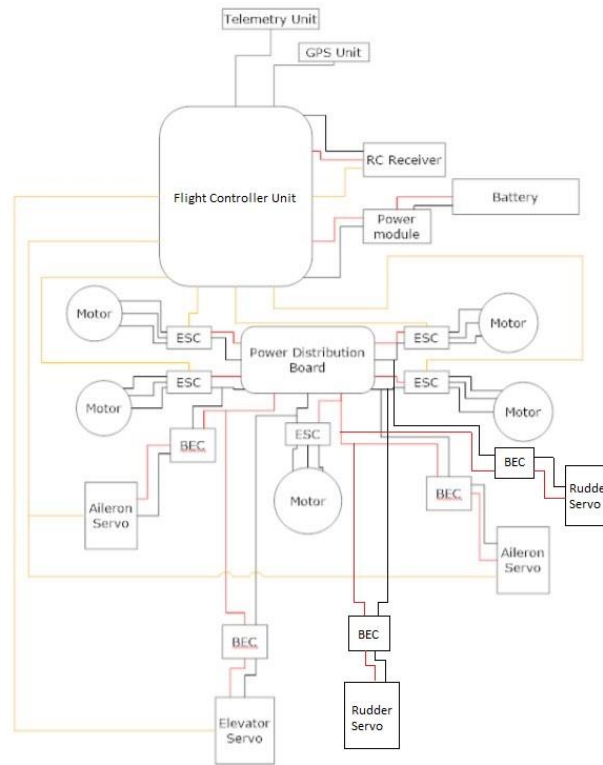 Telemetry Unit
GPS Unit
RC Receiver
Flight Controller Unit
Battery
Power
module
Motor
ESC
ESC
Motor
Power Distribution
Board
Motor
ESC
ESC
Motor
BEC
ESC
BEC
BEC
Motor
Aileron
Servo
Rudder
Servo
Aileron
Servo
BEC
BEC
Elevator
Servo
Rudder
Servo